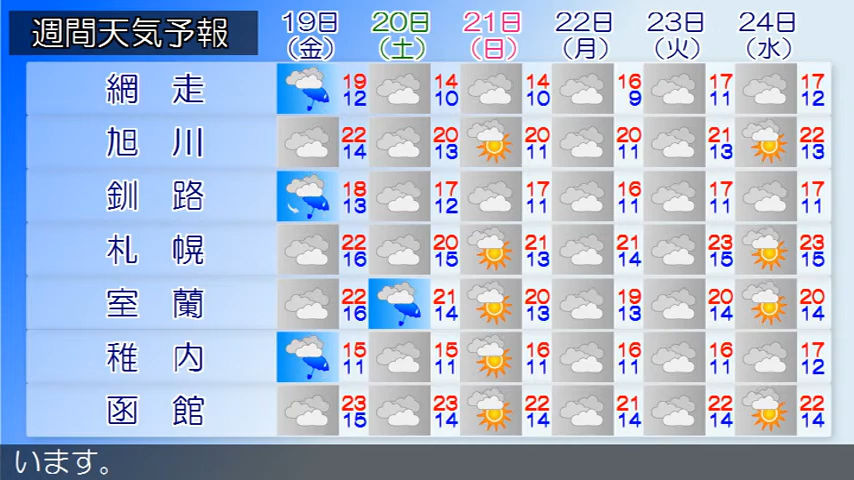 週間天気予報 19日 20日 21日 22日 23日 24日
(金) (土) (日) (月) (火) (水)
網走 19 12 14 10 14 10 16 9 17 11 17 12
旭川 22 14 20 13 20 11 20 11 21 13 22 13
釧路 18 13 17 12 17 11 16 11 17 11 17 11
札幌 22 16 20 15 21 13 21 14 23 15 23 15
室蘭 22 16 21 14 20 13 19 13 20 14 20 14
稚内 15 11 15 11 16 11 16 11 16 11 17 12
函館 23 15 23 14 22 14 21 14 22 14 22 14
います。